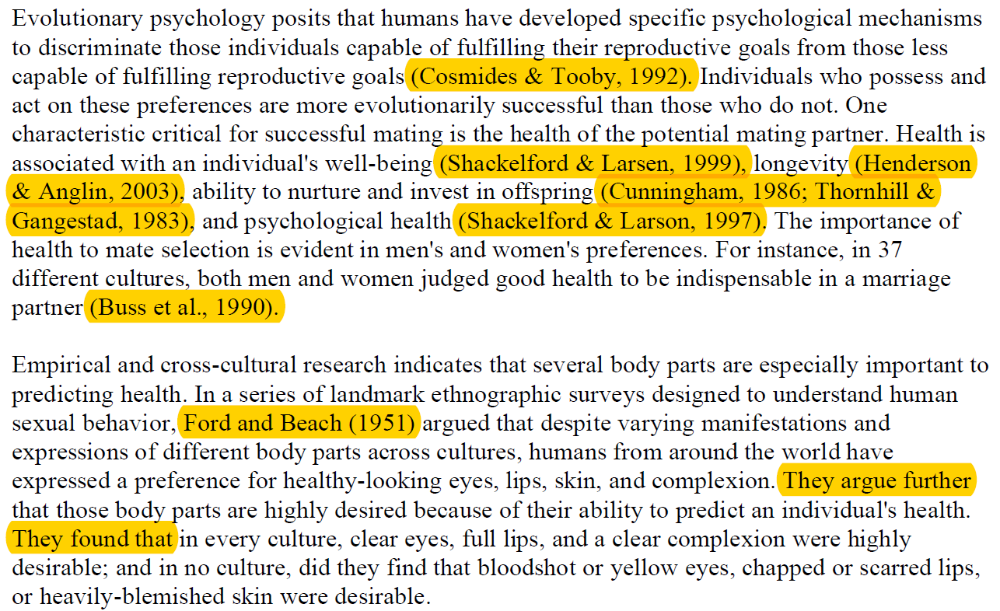 Evolutionary psychology posits that humans have developed specific psychological mechanisms
to discriminate those individuals capable of fulfilling their reproductive goals from those less
capable of fulfilling reproductive goals (Cosmides & Tooby, 1992). Individuals who possess and
act on these preferences are more evolutionarily successful than those who do not. One
characteristic critical for successful mating is the health of the potential mating partner. Health is
associated with an individual's well-being (Shackelford & Larsen, 1999), longevity (Henderson
& Anglin, 2003), ability to nurture and invest in offspring (Cunningham, 1986; Thornhill &
Gangestad, 1983), and psychological health (Shackelford & Larson, 1997). The importance of
health to mate selection is evident in men's and women's preferences. For instance, in 37
different cultures, both men and women judged good health to be indispensable in a marriage
partner (Buss et al., 1990).
Empirical and cross-cultural research indicates that several body parts are especially important to
predicting health. In a series of landmark ethnographic surveys designed to understand human
sexual behavior, Ford and Beach (1951) argued that despite varying manifestations and
expressions of different body parts across cultures, humans from around the world have
expressed a preference for healthy-looking eyes, lips, skin, and complexion. They argue further
that those body parts are highly desired because of their ability to predict an individual's health.
They found that in every culture, clear eyes, full lips, and a clear complexion were highly
desirable; and in no culture, did they find that bloodshot or yellow eyes, chapped or scarred lips,
or heavily-blemished skin were desirable.